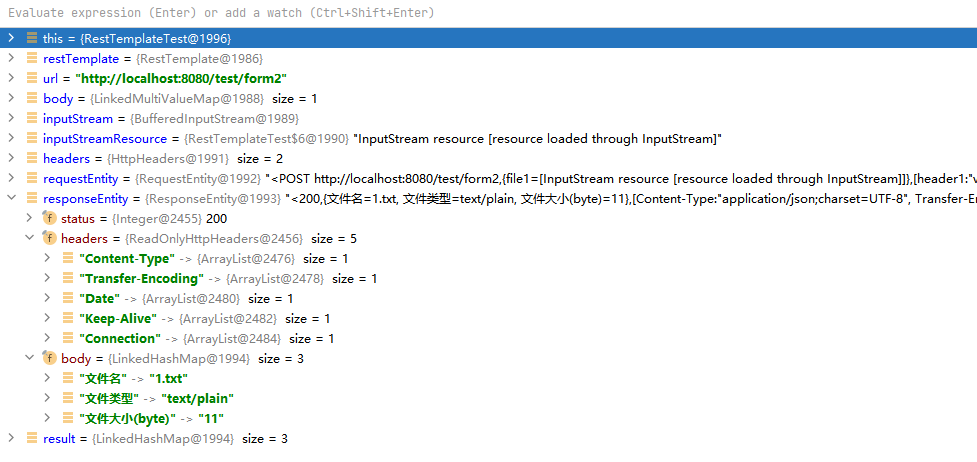 Evaluate expression (Enter) or add a watch (Ctrl+Shift+Enter)
this = {RestTemplateTest@1996}
restTemplate = {RestTemplate@1986}
url = "http://localhost:8080/test/form2"
body = {LinkedMultiValueMap@1988} size = 1
inputStream = {BufferedInputStream@1989}
inputStreamResource = {RestTemplateTest$6@1990} "InputStream resource [resource loaded through InputStream]"
headers = {HttpHeaders@1991} size = 2
requestEntity = {RequestEntity@1992} "<POST http://localhost:8080/test/form2,{file1=[InputStream resource [resource loaded through InputStream]]},[header1:"v
responseEntity = {ResponseEntity@1993} "<200,{文件名=1.txt, 文件类型=text/plain, 文件大小(byte)=11},[Content-Type:"application/json;charset=UTF-8", Transfer-En
f status = {Integer@2455} 200
f headers = {ReadOnlyHttpHeaders@2456} size = 5
"Content-Type" -> {ArrayList@2476} size = 1
"Transfer-Encoding" -> {ArrayList@2478} size = 1
"Date" -> {ArrayList@2480} size = 1
"Keep-Alive" -> {ArrayList@2482} size = 1
"Connection" -> {ArrayList@2484} size = 1
f body = {LinkedHashMap@1994} size = 3
"文件名" -> "1.txt"
"文件类型" -> "text/plain"
"文件大小(byte)" -> "11"
result = {LinkedHashMap@1994} size = 3